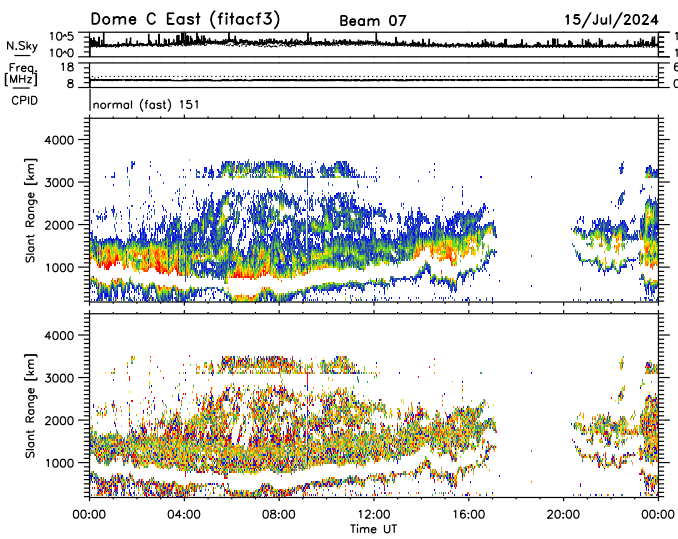 Dome C East (fitacf3) Beam 07 15/Jul/2024
N.Sky 10^5 10^0
Freq. [MHz] 18 8 6
CPID normal (fast) 151
Slant Range [km]
4000
3000
2000
1000
Slant Range [km]
4000
3000
2000
1000
00:00 04:00 08:00 12:00 16:00 20:00 00:00
Time UT